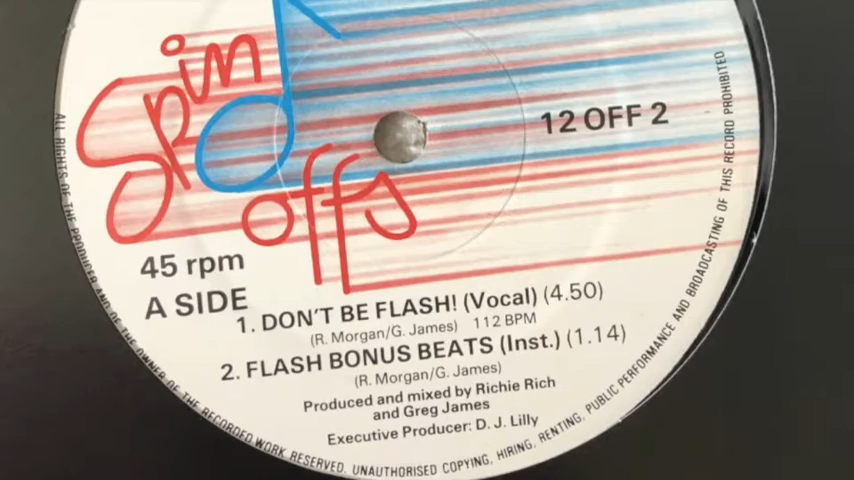 Spin
offs
12 OFF 2
45 rpm
A SIDE
1. DON'T BE FLASH! (Vocal) (4.50)
(R. Morgan/G. James) 112 BPM
2. FLASH BONUS BEATS (Inst.) (1.14)
(R. Morgan/G. James)
Produced and mixed by Richie Rich
and Greg James
Executive Producer: D. J. Lilly
ALL RIGHTS OF THE PRODUCER AND OF THE OWNER OF THE RECORDED WORK RESERVED. UNAUTHORISED COPYING, HIRING, RENTING, PUBLIC PERFORMANCE AND BROADCASTING OF THIS RECORD PROHIBITED